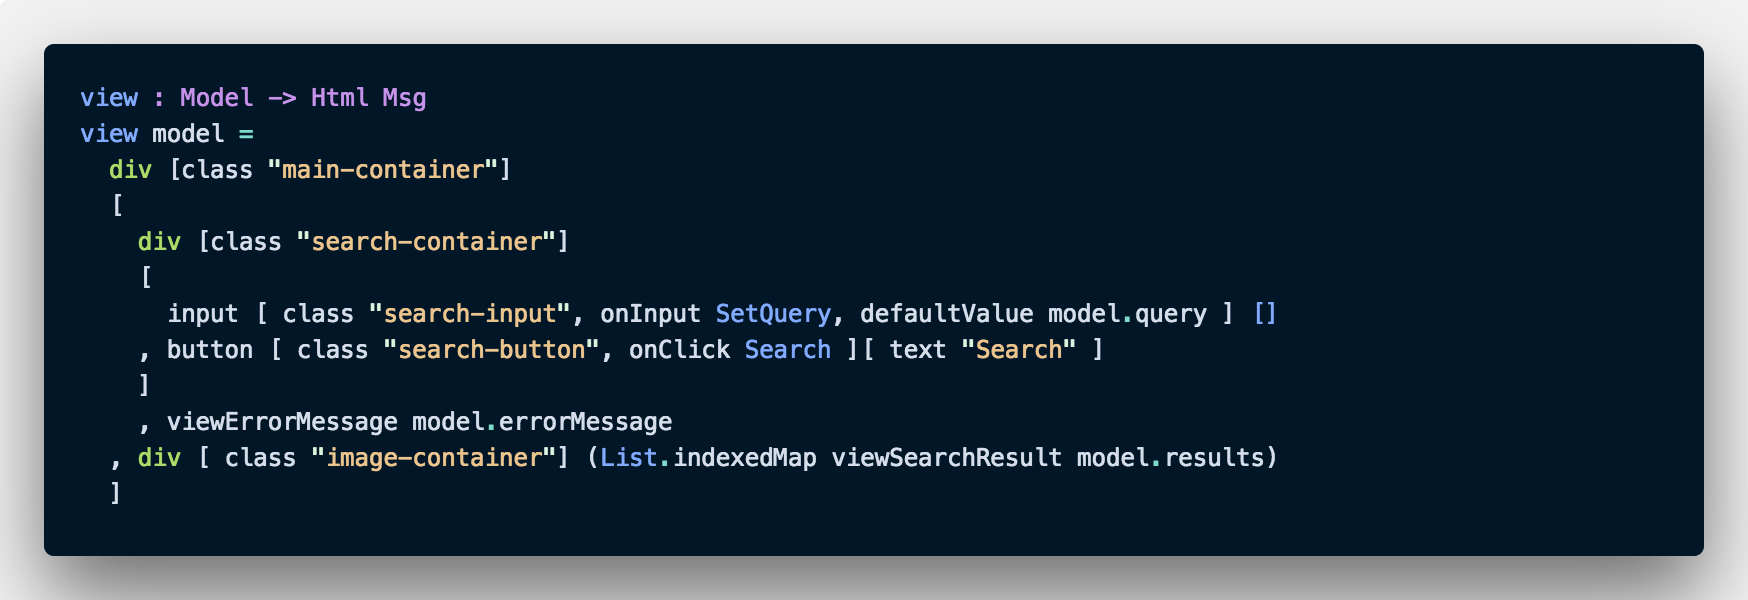 view : Model -> Html Msg
view model =
  div [class "main-container"]
  [
    div [class "search-container"]
    [
      input [ class "search-input", onInput SetQuery, defaultValue model.query ] []
    , button [ class "search-button", onClick Search ][ text "Search" ]
    ]
    , viewErrorMessage model.errorMessage
  , div [ class "image-container"] (List.indexedMap viewSearchResult model.results)
  ]